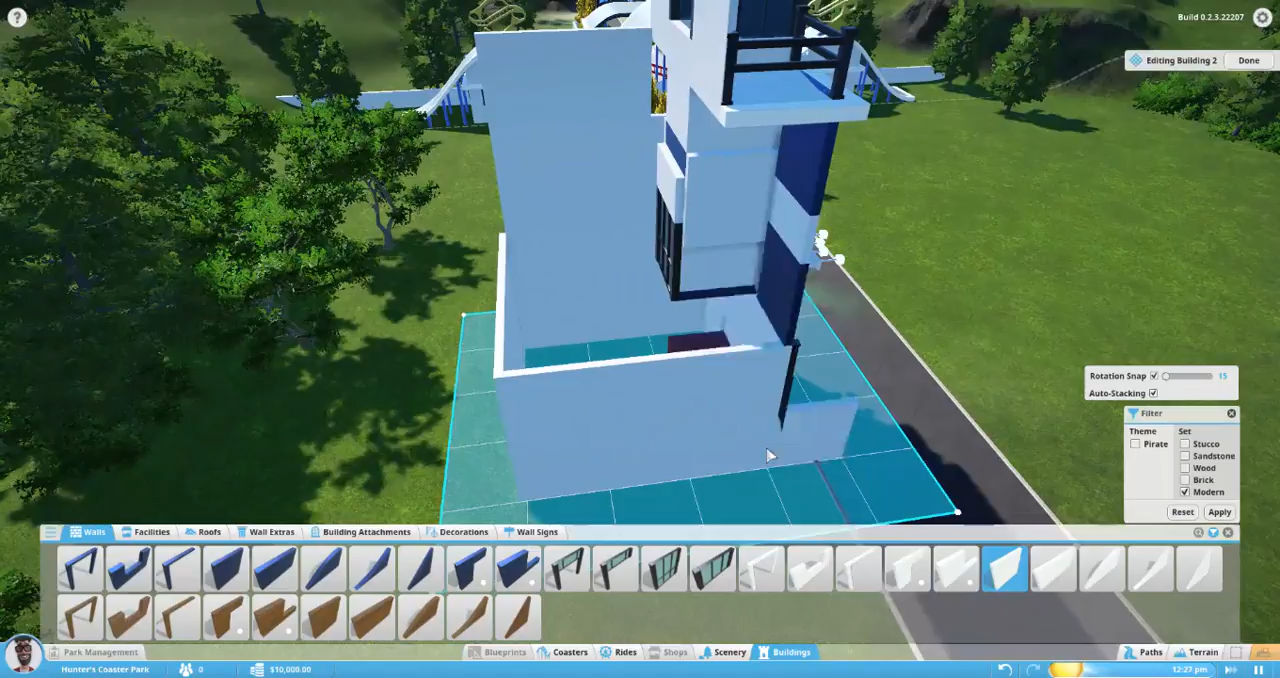 ?
Build 0.2.3.22207
Editing Building 2
Done
Rotation Snap
15
Auto-Stacking
Filter
Theme
Set
Pirate
Stucco
Sandstone
Wood
Brick
Modern
Reset
Apply
Walls
Facilities
Roofs
Wall Extras
Building Attachments
Decorations
Wall Signs
Park Management
Blueprints
Coasters
Rides
Shops
Scenery
Buildings
Paths
Terrain
Hunter's Coaster Park
0
$10,000.00
12:27 pm